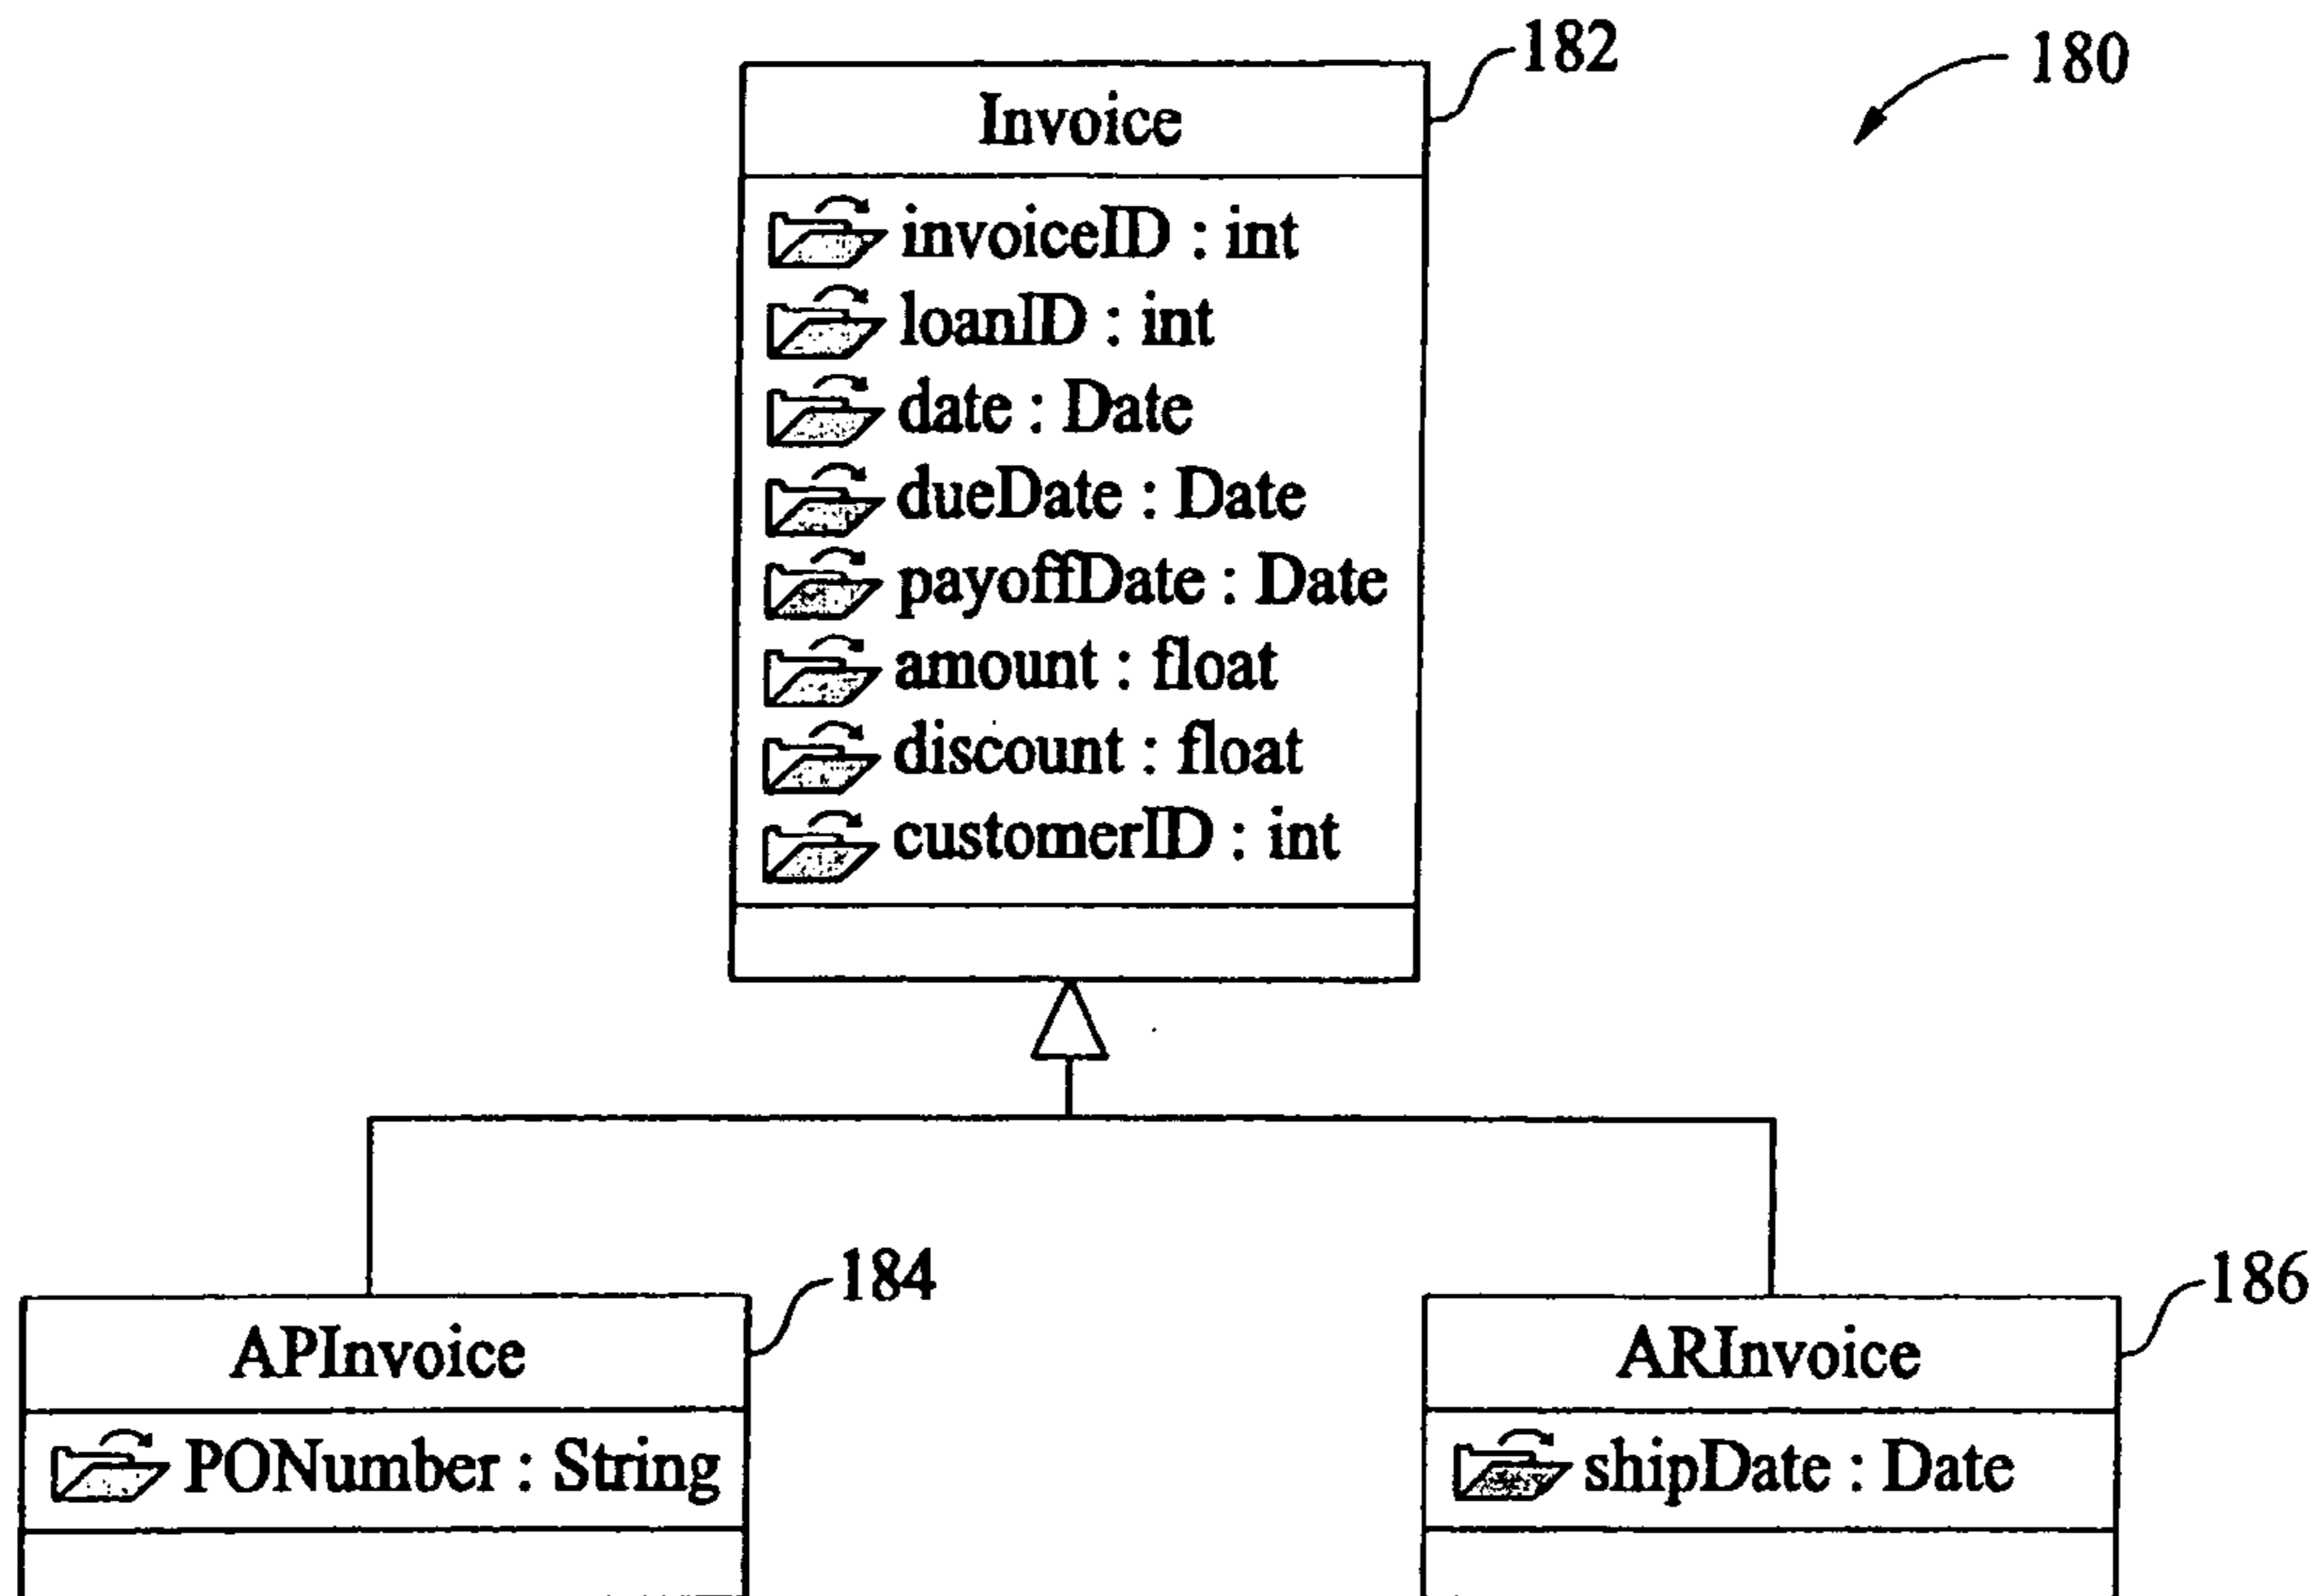 182
180
Invoice
invoiceID : int
loanID : int
date : Date
dueDate : Date
payoffDate : Date
amount : float
discount : float
customerID : int
184
186
APInvoice
ARInvoice
PONumber : String
shipDate : Date